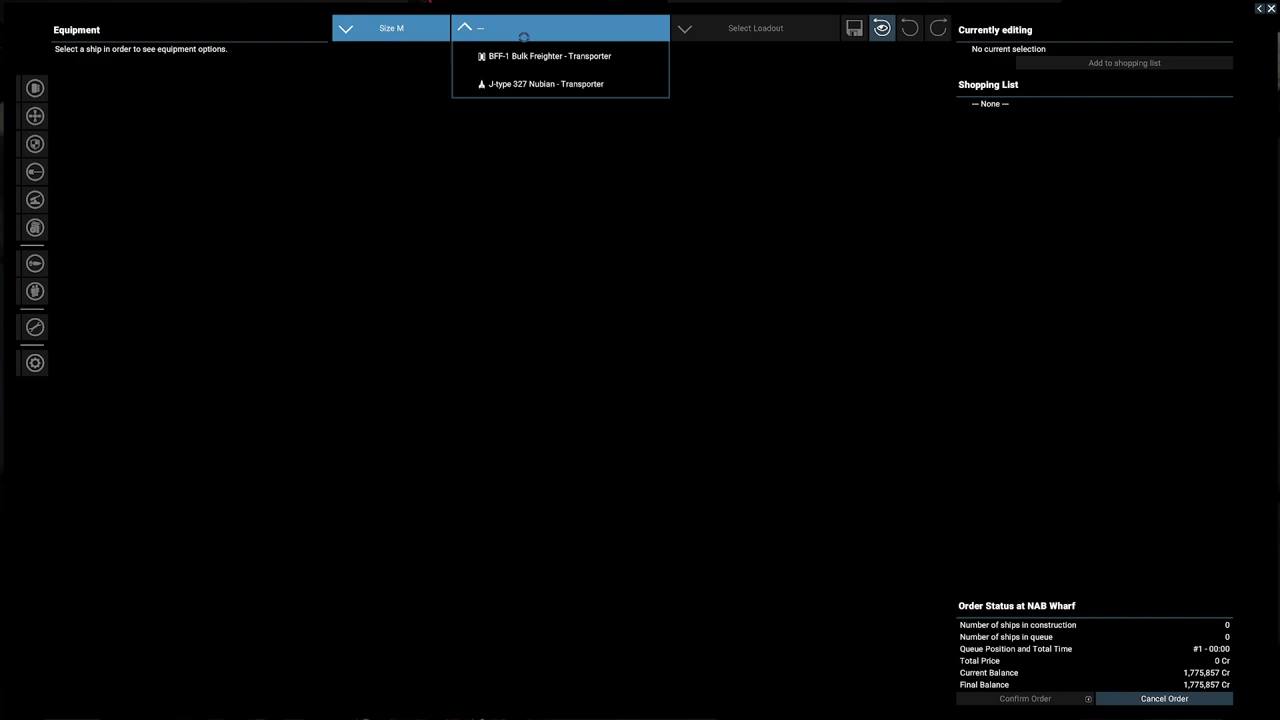 Equipment
Select a ship in order to see equipment options.
Size M
---
BFF-1 Bulk Freighter - Transporter
J-type 327 Nubian - Transporter
Select Loadout
Currently editing
No current selection
Add to shopping list
Shopping List
--- None ---
Order Status at NAB Wharf
Number of ships in construction 0
Number of ships in queue 0
Queue Position and Total Time #1 - 00:00
Total Price 0 Cr
Current Balance 1,775,857 Cr
Final Balance 1,775,857 Cr
Confirm Order
Cancel Order